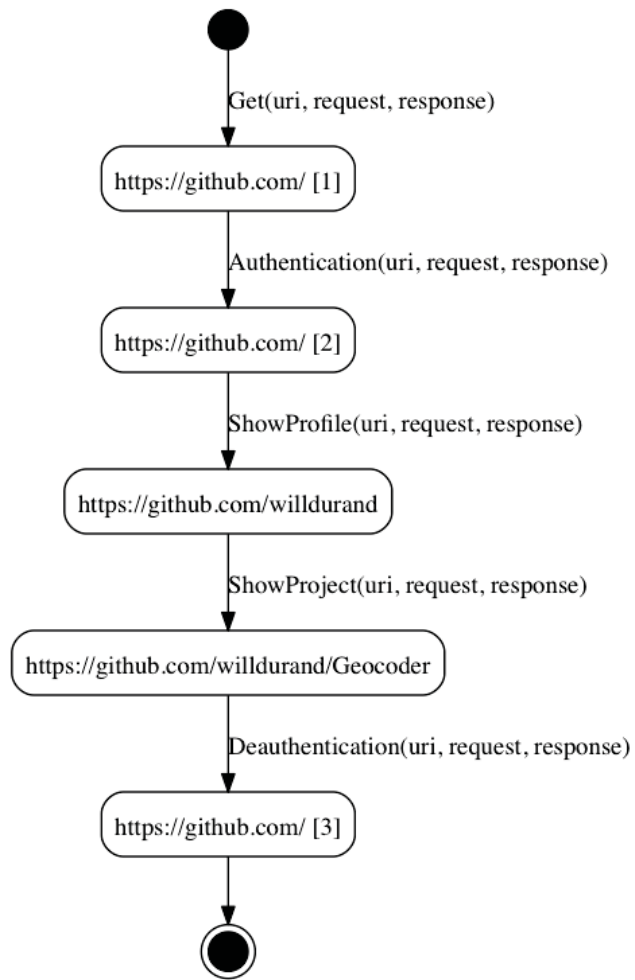 Get(uri, request, response)
https://github.com/ [1]
Authentication(uri, request, response)
https://github.com/ [2]
ShowProfile(uri, request, response)
https://github.com/willdurand
ShowProject(uri, request, response)
https://github.com/willdurand/Geocoder
Deauthentication(uri, request, response)
https://github.com/ [3]